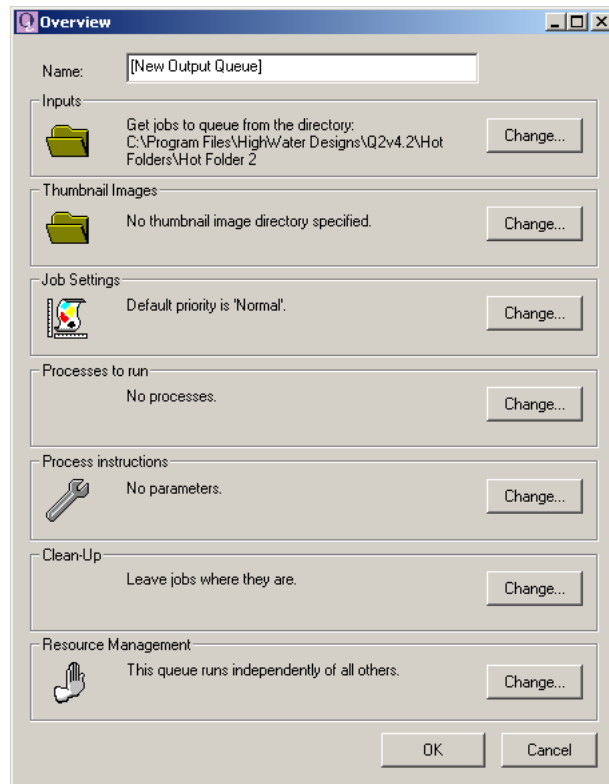 Overview
Name:
[New Output Queue]
Inputs
Get jobs to queue from the directory:
C:\Program Files\HighWater Designs\Q2v4.2\Hot
Folders\Hot Folder 2
Change...
Thumbnail Images
No thumbnail image directory specified.
Change...
Job Settings
Default priority is 'Normal'.
Change...
Processes to run
No processes.
Change...
Process instructions
No parameters.
Change...
Clean-Up
Leave jobs where they are.
Change...
Resource Management
This queue runs independently of all others.
Change...
OK
Cancel